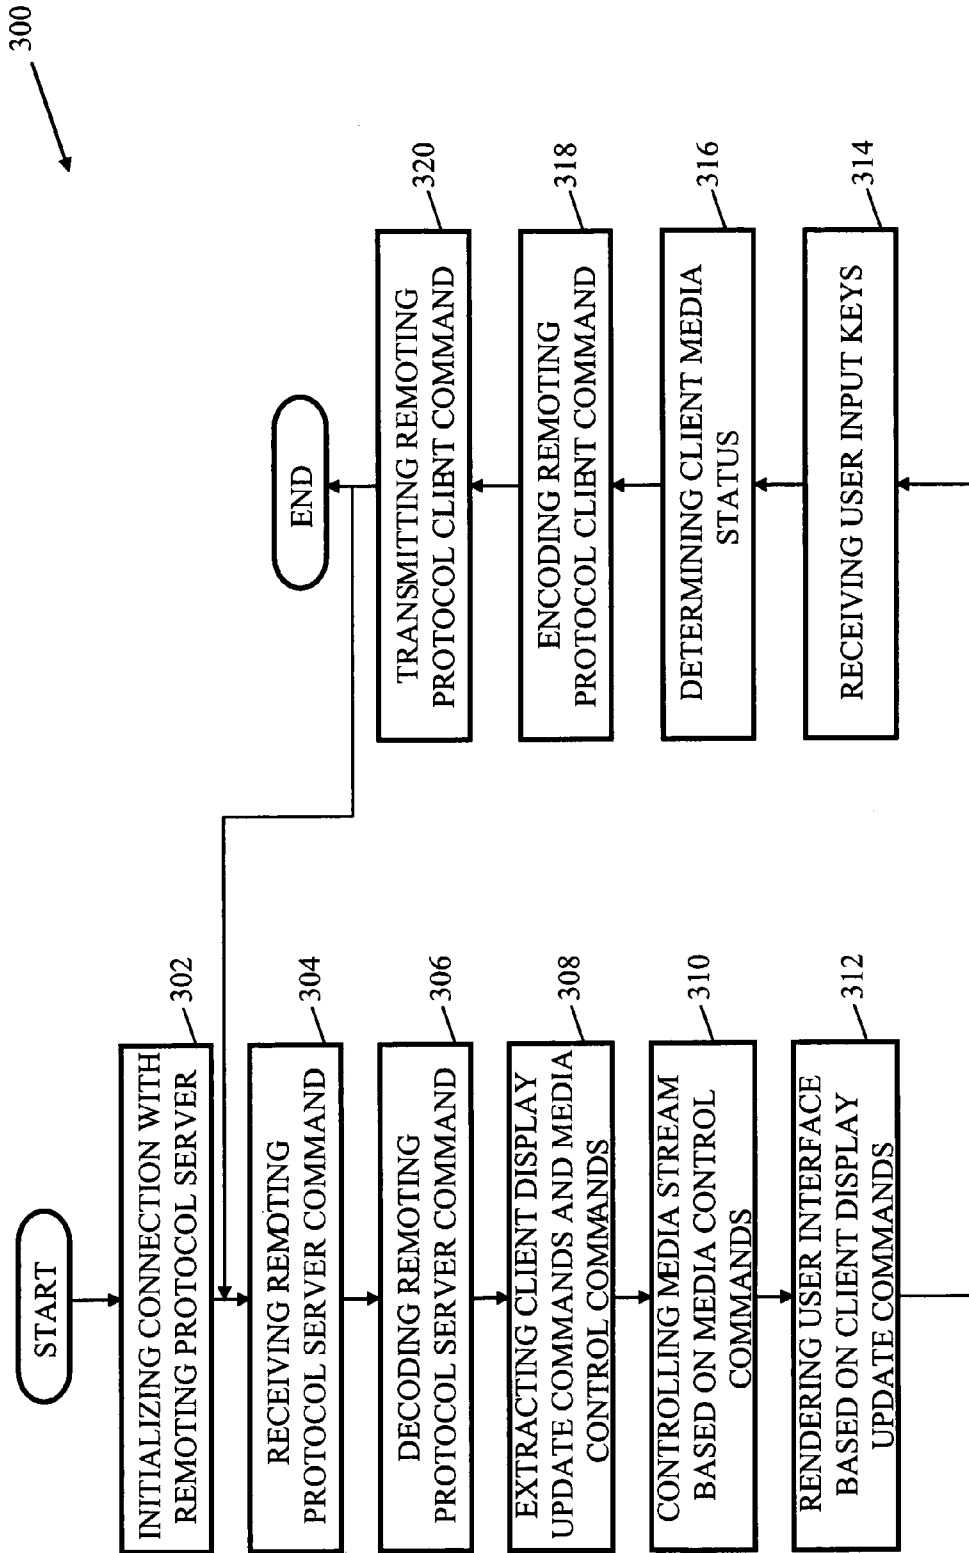 300
START
INITIALIZING CONNECTION WITH
REMOTING PROTOCOL SERVER
302
RECEIVING REMOTING
PROTOCOL SERVER COMMAND
304
DECODING REMOTING
PROTOCOL SERVER COMMAND
306
EXTRACTING CLIENT DISPLAY
UPDATE COMMANDS AND MEDIA
CONTROL COMMANDS
308
CONTROLLING MEDIA STREAM
BASED ON MEDIA CONTROL
COMMANDS
310
RENDERING USER INTERFACE
BASED ON CLIENT DISPLAY
UPDATE COMMANDS
312
RECEIVING USER INPUT KEYS
314
DETERMINING CLIENT MEDIA
STATUS
316
ENCODING REMOTING
PROTOCOL CLIENT COMMAND
318
TRANSMITTING REMOTING
PROTOCOL CLIENT COMMAND
320
END